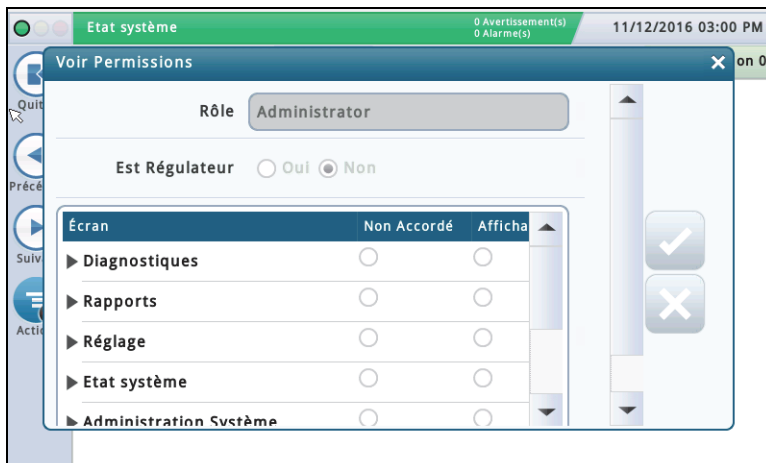 Etat système
0 Avertissement(s)
0 Alarme(s)
11/12/2016 03:00 PM
Voir Permissions
on 0
Quit
Rôle
Administrator
Est Régulateur
Oui
Non
Précé
Écran
Non Accordé
Afficha
Suiv
Diagnostiques
Rapports
Actio
Réglage
Etat système
Administration Système